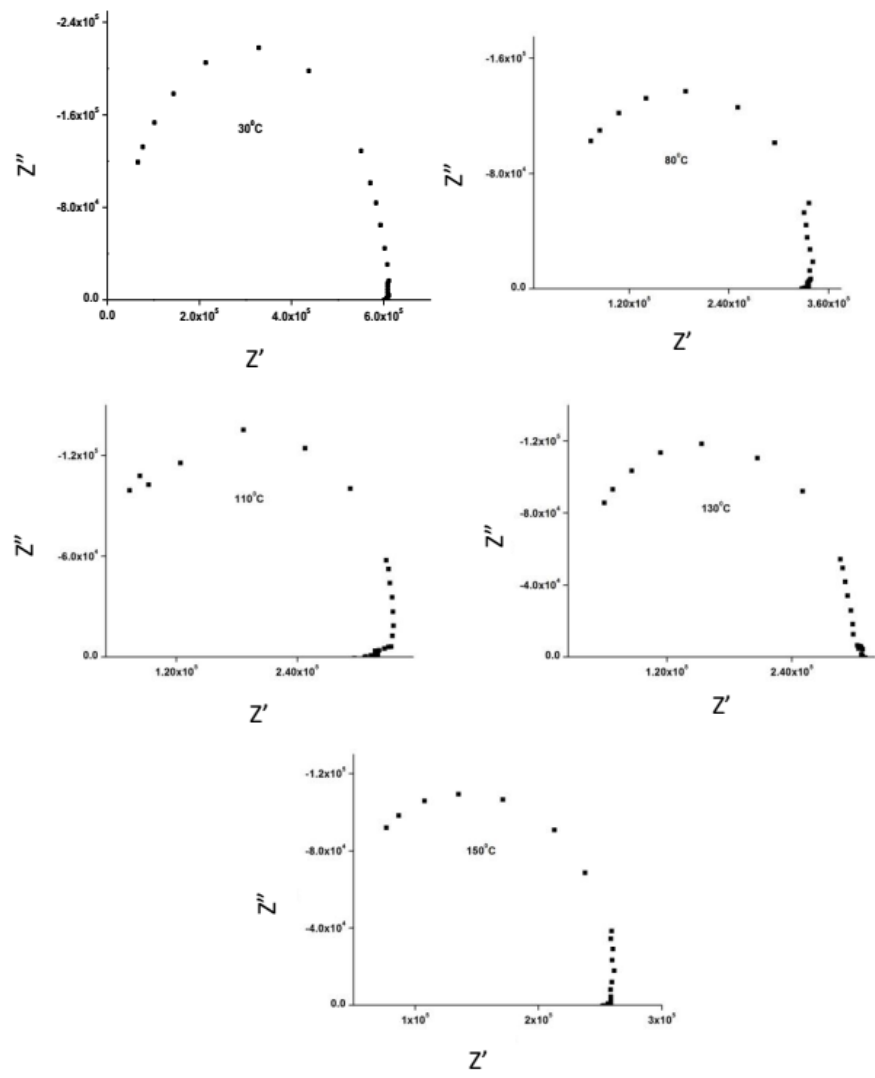 -2.4x10⁵
-1.6x10⁵
-8.0x10⁴
0.0
Z″
30⁰C
0.0
2.0x10⁵
4.0x10⁵
6.0x10⁵
Z′
-1.6x10⁵
-8.0x10⁴
0.0
Z″
80⁰C
1.20x10⁵
2.40x10⁵
3.60x10⁵
Z′
-1.2x10⁵
-6.0x10⁴
0.0
Z″
110⁰C
1.20x10⁵
2.40x10⁵
Z′
-1.2x10⁵
-8.0x10⁴
-4.0x10⁴
0.0
Z″
130⁰C
1.20x10⁵
2.40x10⁵
Z′
-1.2x10⁵
-8.0x10⁴
-4.0x10⁴
0.0
Z″
150⁰C
1x10⁵
2x10⁵
3x10⁵
Z′